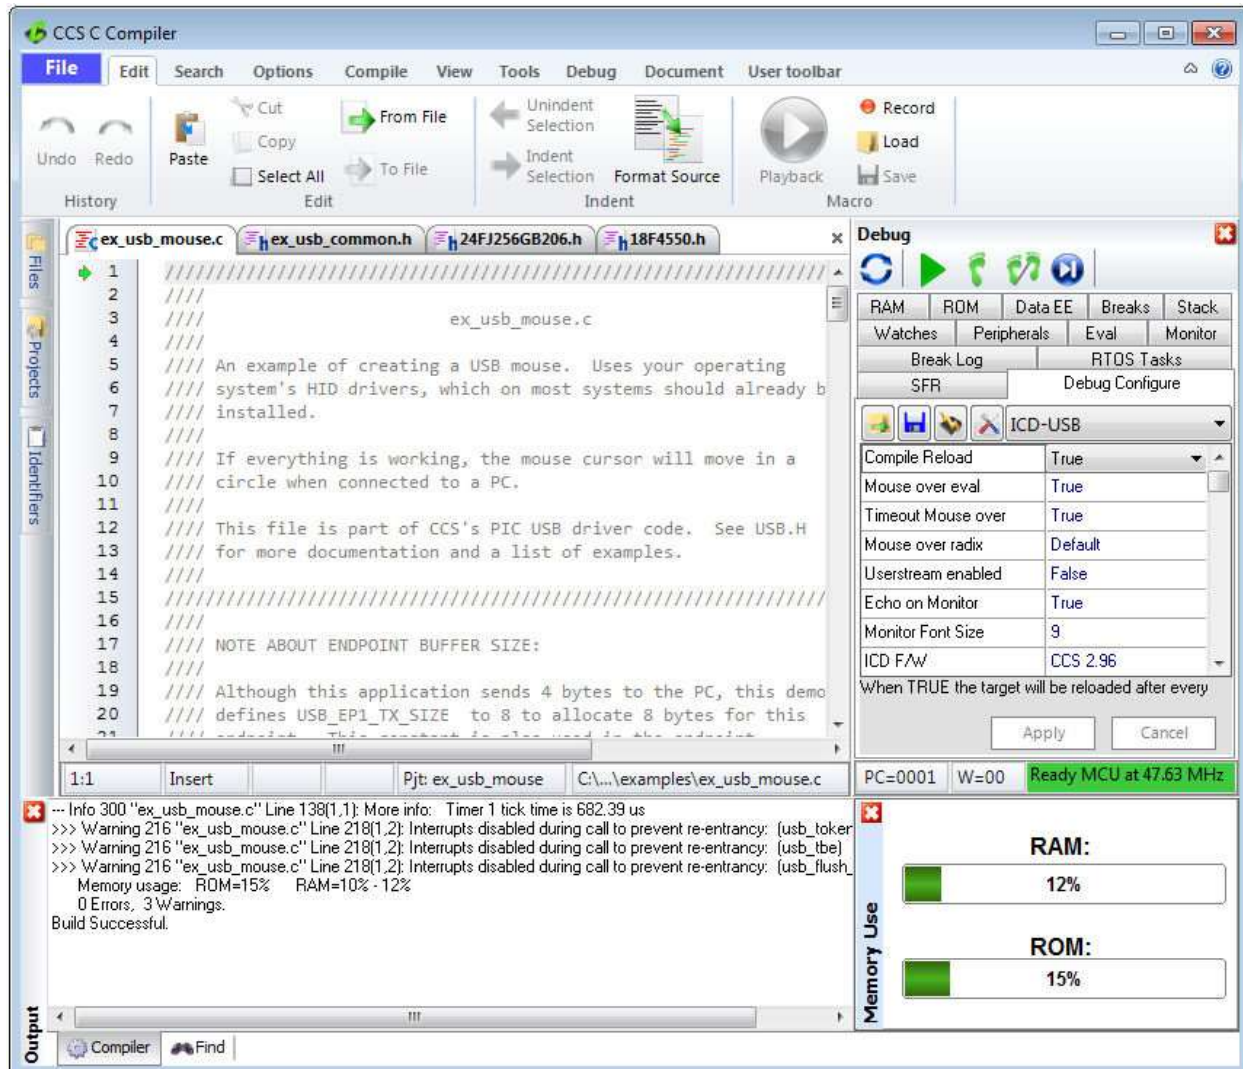 CCS C Compiler
File Edit Search Options Compile View Tools Debug Document User toolbar
Undo Redo
History
Paste
Cut
Copy
Select All
From File
To File
Edit
Unindent Selection
Indent Selection
Format Source
Indent
Playback
Record
Load
Save
Macro
Files
Projects
Identifiers
ex_usb_mouse.c ex_usb_common.h 24FJ256GB206.h 18F4550.h
1 //////////////////////////////////////////////////////////////////
2 ////
3 //// ex_usb_mouse.c
4 ////
5 //// An example of creating a USB mouse.  Uses your operating
6 //// system's HID drivers, which on most systems should already b
7 //// installed.
8 ////
9 //// If everything is working, the mouse cursor will move in a
10 //// circle when connected to a PC.
11 ////
12 //// This file is part of CCS's PIC USB driver code.  See USB.H
13 //// for more documentation and a list of examples.
14 ////
15 //////////////////////////////////////////////////////////////////
16 ////
17 //// NOTE ABOUT ENDPOINT BUFFER SIZE:
18 ////
19 //// Although this application sends 4 bytes to the PC, this demo
20 //// defines USB_EP1_TX_SIZE  to 8 to allocate 8 bytes for this
1:1 Insert Pjt: ex_usb_mouse C:\...\examples\ex_usb_mouse.c
Debug
RAM ROM Data EE Breaks Stack
Watches Peripherals Eval Monitor
Break Log RTOS Tasks
SFR Debug Configure
ICD-USB
Compile Reload True
Mouse over eval True
Timeout Mouse over True
Mouse over radix Default
Userstream enabled False
Echo on Monitor True
Monitor Font Size 9
ICD F/W CCS 2.96
When TRUE the target will be reloaded after every
Apply Cancel
PC=0001 W=00 Ready MCU at 47.63 MHz
--- Info 300 "ex_usb_mouse.c" Line 138(1,1): More info:   Timer 1 tick time is 682.39 us
>>> Warning 216 "ex_usb_mouse.c" Line 218(1,2): Interrupts disabled during call to prevent re-entrancy:  (usb_token
>>> Warning 216 "ex_usb_mouse.c" Line 218(1,2): Interrupts disabled during call to prevent re-entrancy:  (usb_tbe)
>>> Warning 216 "ex_usb_mouse.c" Line 218(1,2): Interrupts disabled during call to prevent re-entrancy:  (usb_flush_
Memory usage:   ROM=15%      RAM=10% - 12%
0 Errors,  3 Warnings.
Build Successful.
Output
Compiler Find
Memory Use
RAM:
12%
ROM:
15%